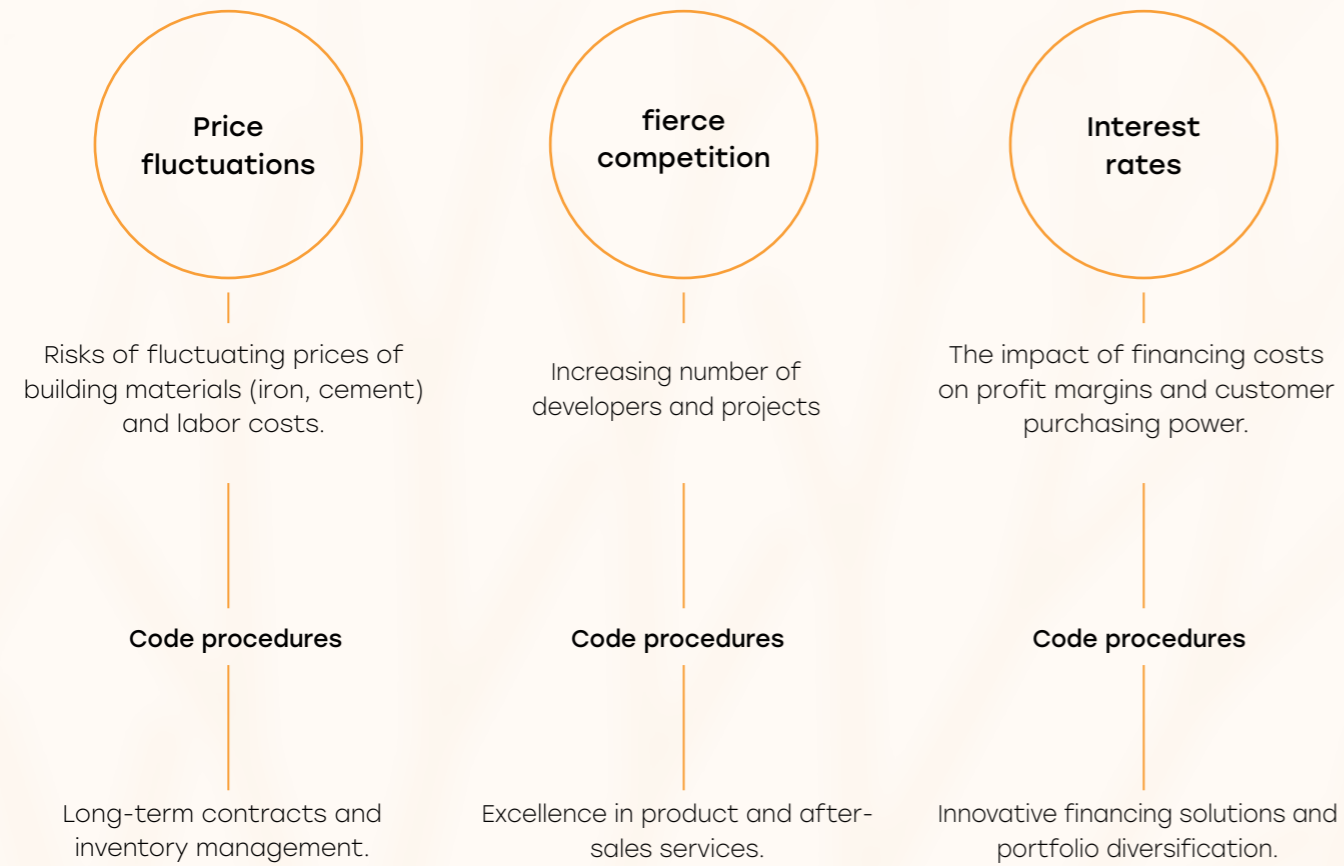 Price
fluctuations
Risks of fluctuating prices of
building materials (iron, cement)
and labor costs.
Code procedures
Long-term contracts and
inventory management.
fierce
competition
Increasing number of
developers and projects
Code procedures
Excellence in product and after-
sales services.
Interest
rates
The impact of financing costs
on profit margins and customer
purchasing power.
Code procedures
Innovative financing solutions and
portfolio diversification.